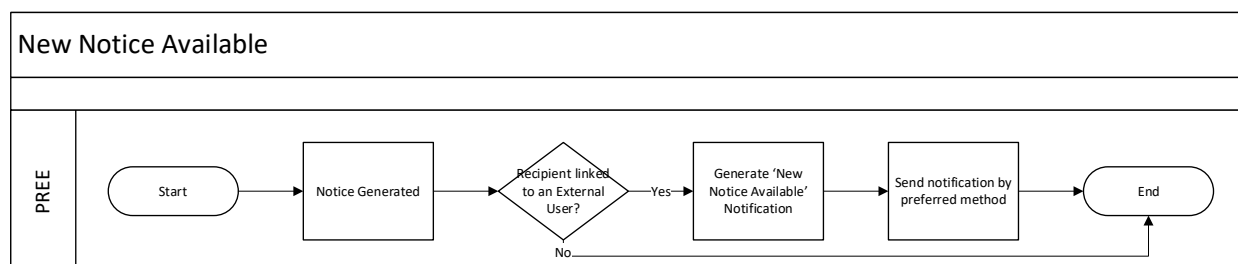 New Notice Available
PREE
Start
Notice Generated
Recipient linked
to an External
User?
Yes
No
Generate ‘New
Notice Available’
Notification
Send notification by
preferred method
End